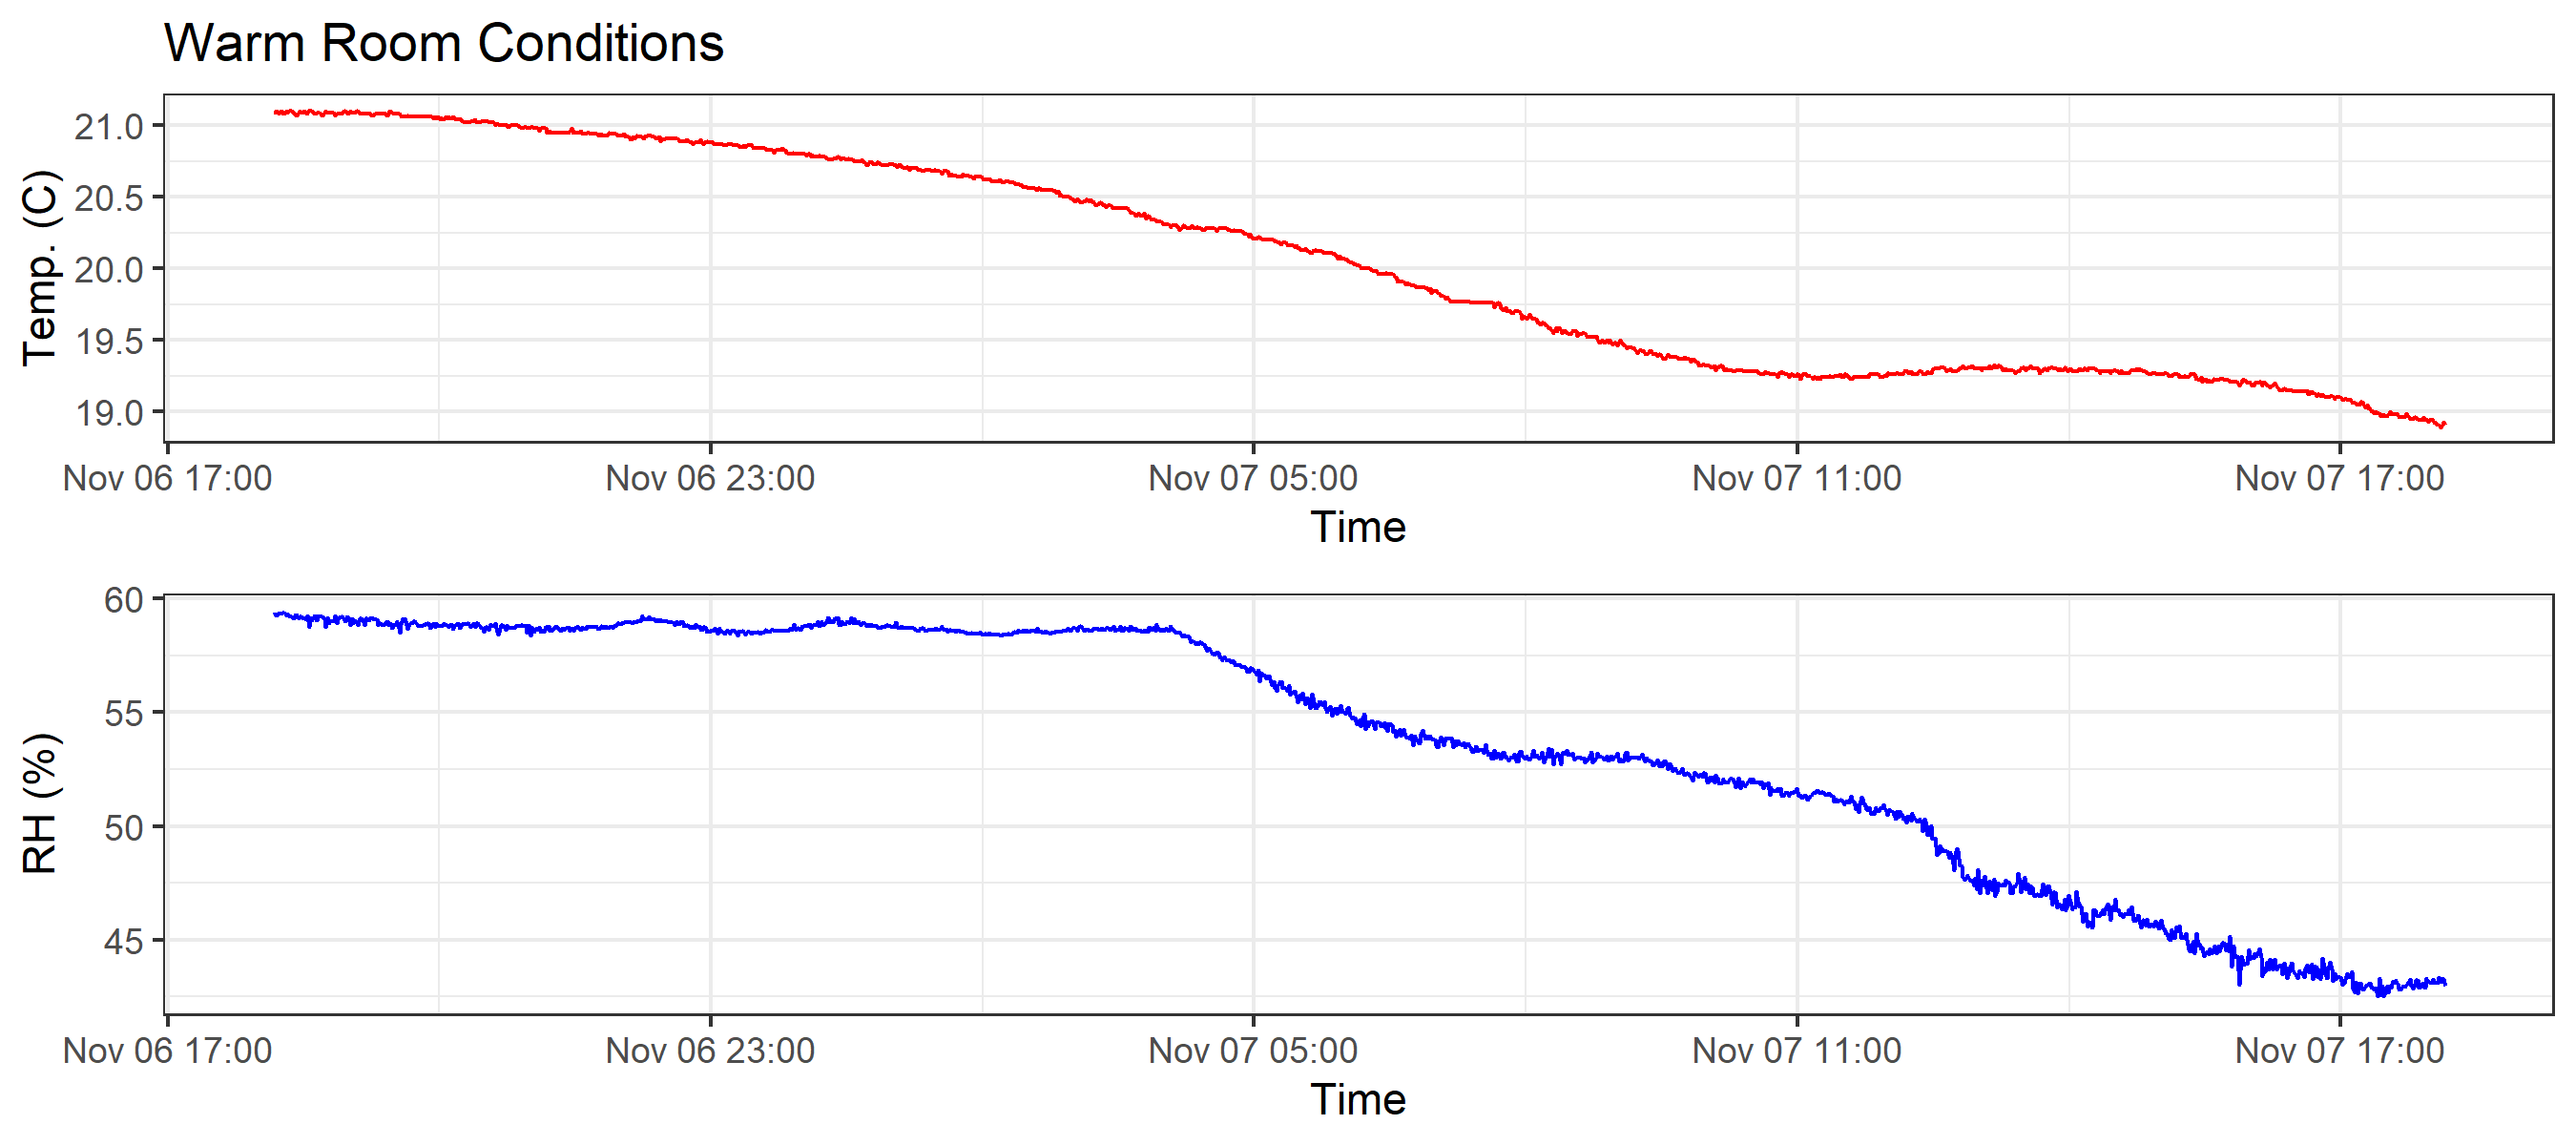 Warm Room Conditions
Temp. (C)
21.0
20.5
20.0
19.5
19.0
Nov 06 17:00 Nov 06 23:00 Nov 07 05:00 Nov 07 11:00 Nov 07 17:00
Time
RH (%)
60
55
50
45
Nov 06 17:00 Nov 06 23:00 Nov 07 05:00 Nov 07 11:00 Nov 07 17:00
Time